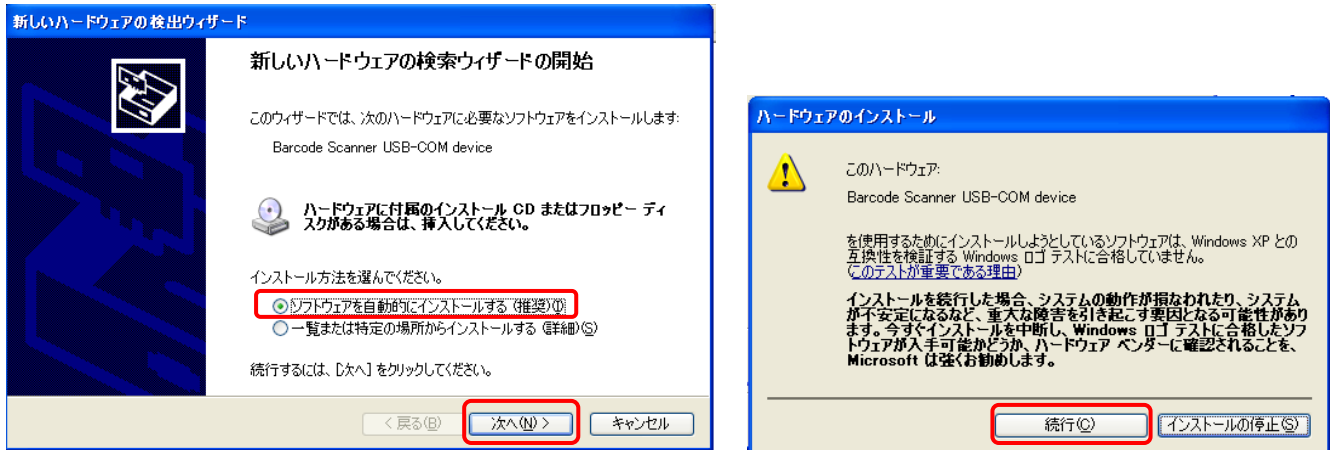 新しいハードウェアの検出ウィザード
新しいハードウェアの検索ウィザードの開始
このウィザードでは、次のハードウェアに必要なソフトウェアをインストールします:
Barcode Scanner USB-COM device
ハードウェアに付属のインストール CD またはフロッピー ディ
スクがある場合は、挿入してください。
インストール方法を選んでください。
ソフトウェアを自動的にインストールする (推奨)(I)
一覧または特定の場所からインストールする (詳細)(S)
続行するには、[次へ] をクリックしてください。
< 戻る(B)
次へ(N) >
キャンセル
ハードウェアのインストール
このハードウェア:
Barcode Scanner USB-COM device
を使用するためにインストールしようとしているソフトウェアは、Windows XP との
互換性を検証する Windows ロゴ テストに合格していません。
(このテストが重要である理由)
インストールを続行した場合、システムの動作が損なわれたり、システム
が不安定になるなど、重大な障害を引き起こす要因となる可能性があり
ます。今すぐインストールを中断し、Windows ロゴ テストに合格したソフ
トウェアが入手可能かどうか、ハードウェア ベンダーに確認されることを、
Microsoft は強くお勧めします。
続行(C)
インストールの停止(S)